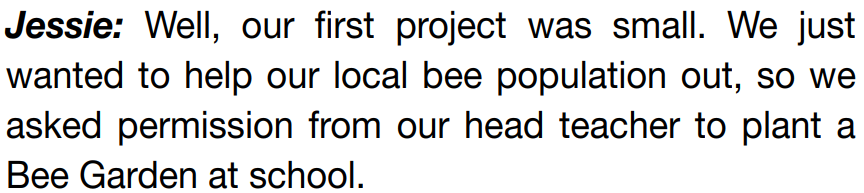 Jessie: Well, our first project was small. We just
wanted to help our local bee population out, so we
asked permission from our head teacher to plant a
Bee Garden at school.